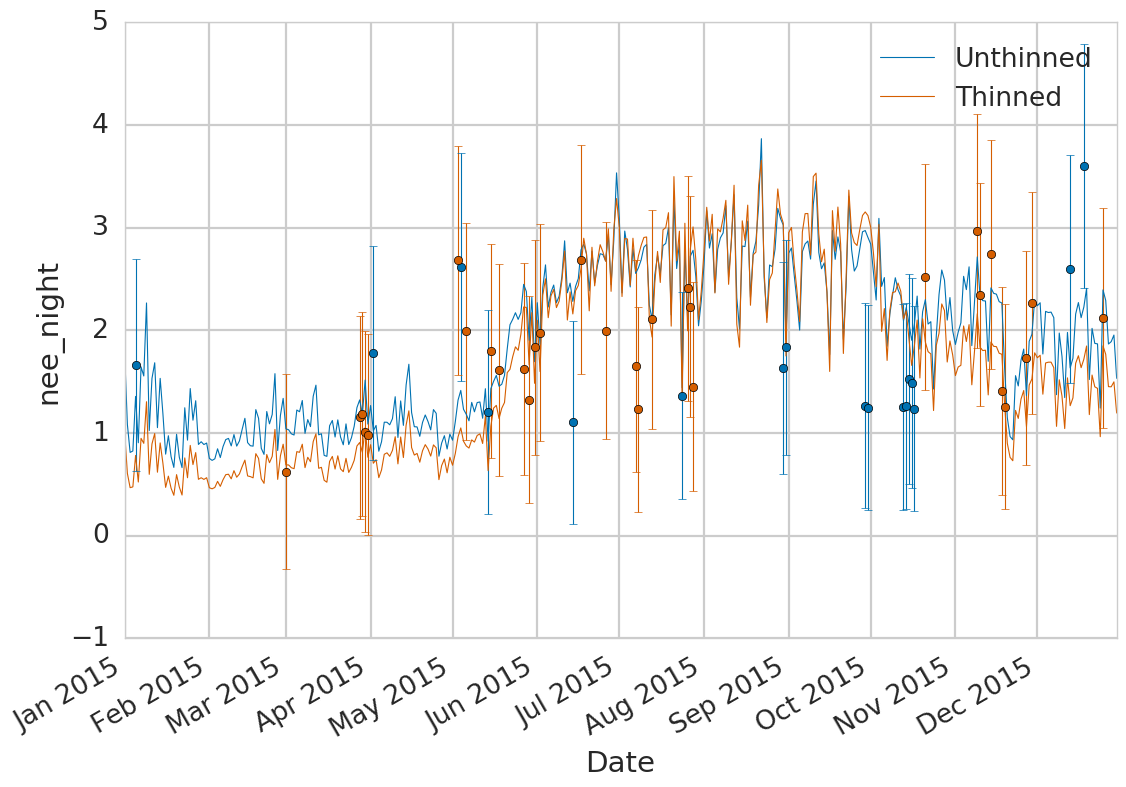 5
4
3
2
1
0
−1
nee_night
Unthinned
Thinned
Jan 2015
Feb 2015
Mar 2015
Apr 2015
May 2015
Jun 2015
Jul 2015
Aug 2015
Sep 2015
Oct 2015
Nov 2015
Dec 2015
Date